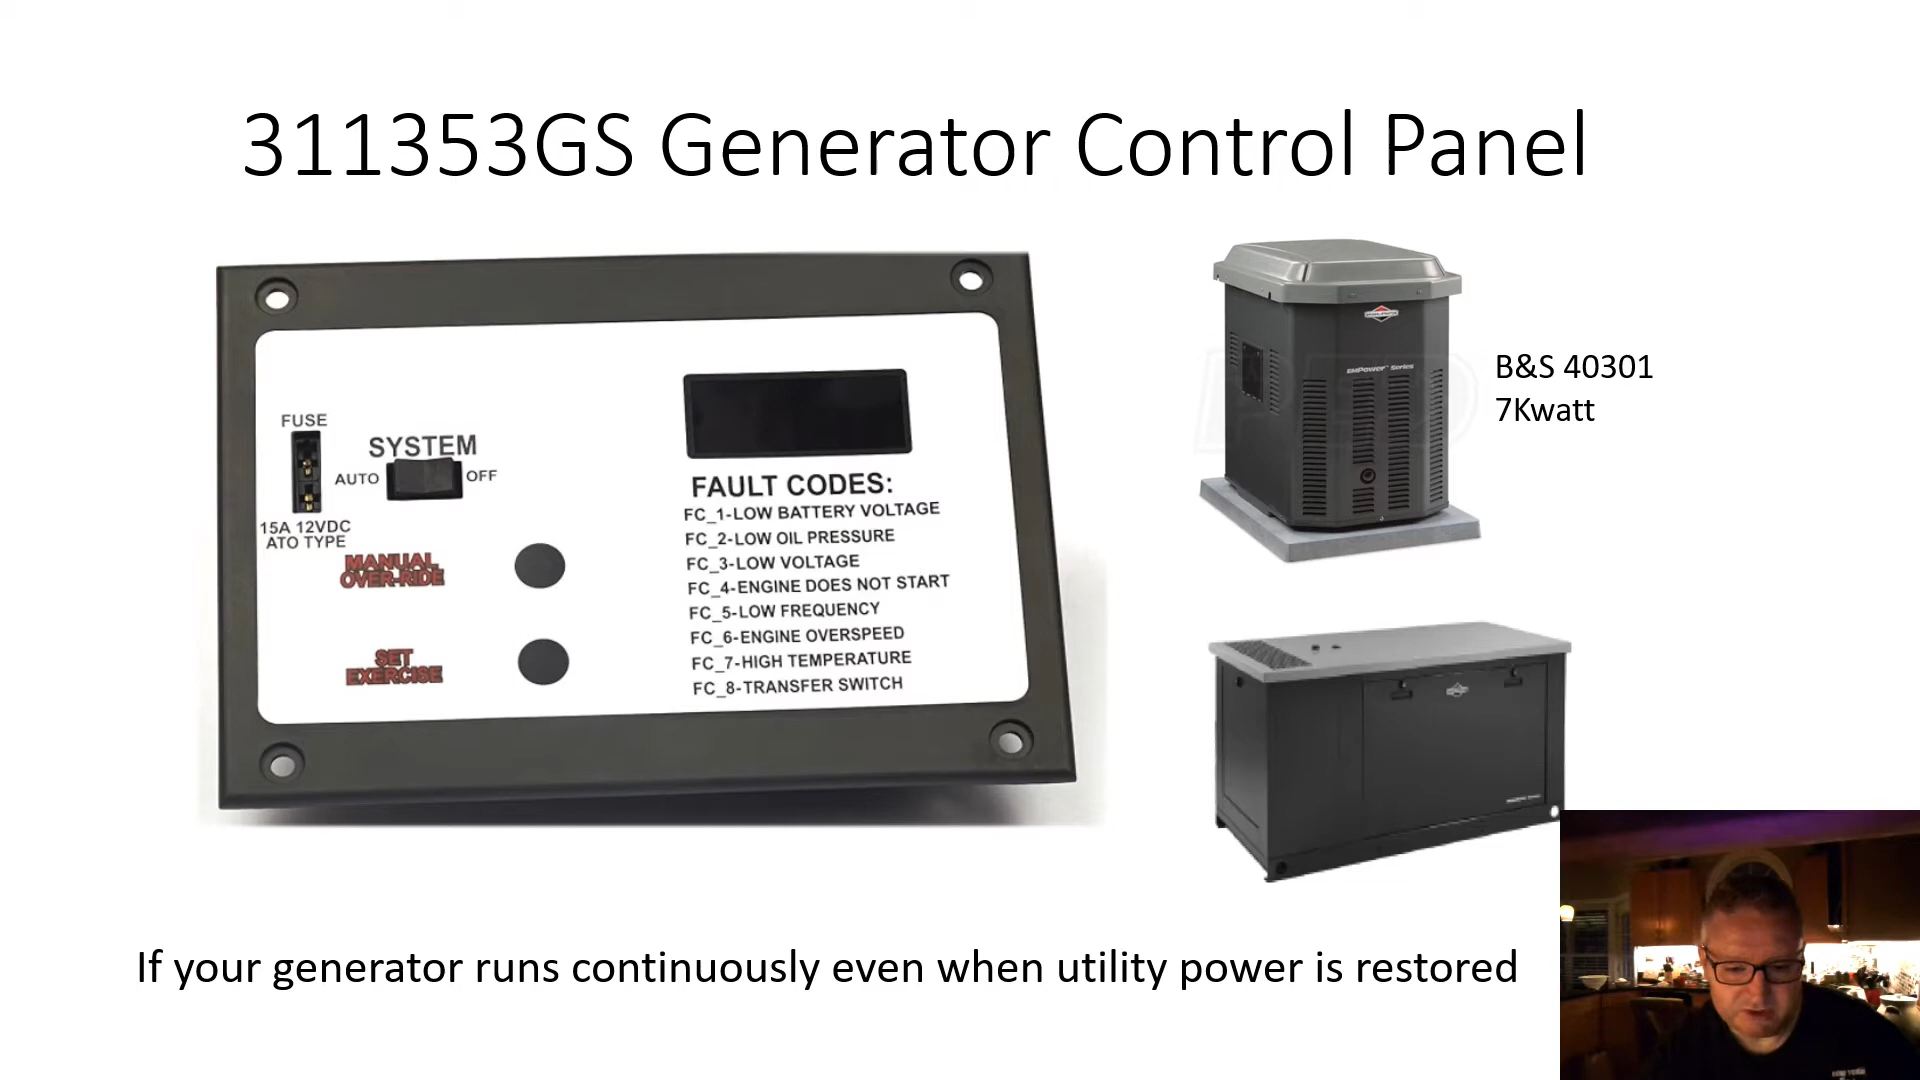 311353GS Generator Control Panel
FUSE
SYSTEM
AUTO
OFF
15A 12VDC
ATO TYPE
MANUAL
OVER-RIDE
SET
EXERCISE
FAULT CODES:
FC_1-LOW BATTERY VOLTAGE
FC_2-LOW OIL PRESSURE
FC_3-LOW VOLTAGE
FC_4-ENGINE DOES NOT START
FC_5-LOW FREQUENCY
FC_6-ENGINE OVERSPEED
FC_7-HIGH TEMPERATURE
FC_8-TRANSFER SWITCH
EMPower™ Series
B&S 40301
7Kwatt
If your generator runs continuously even when utility power is restored